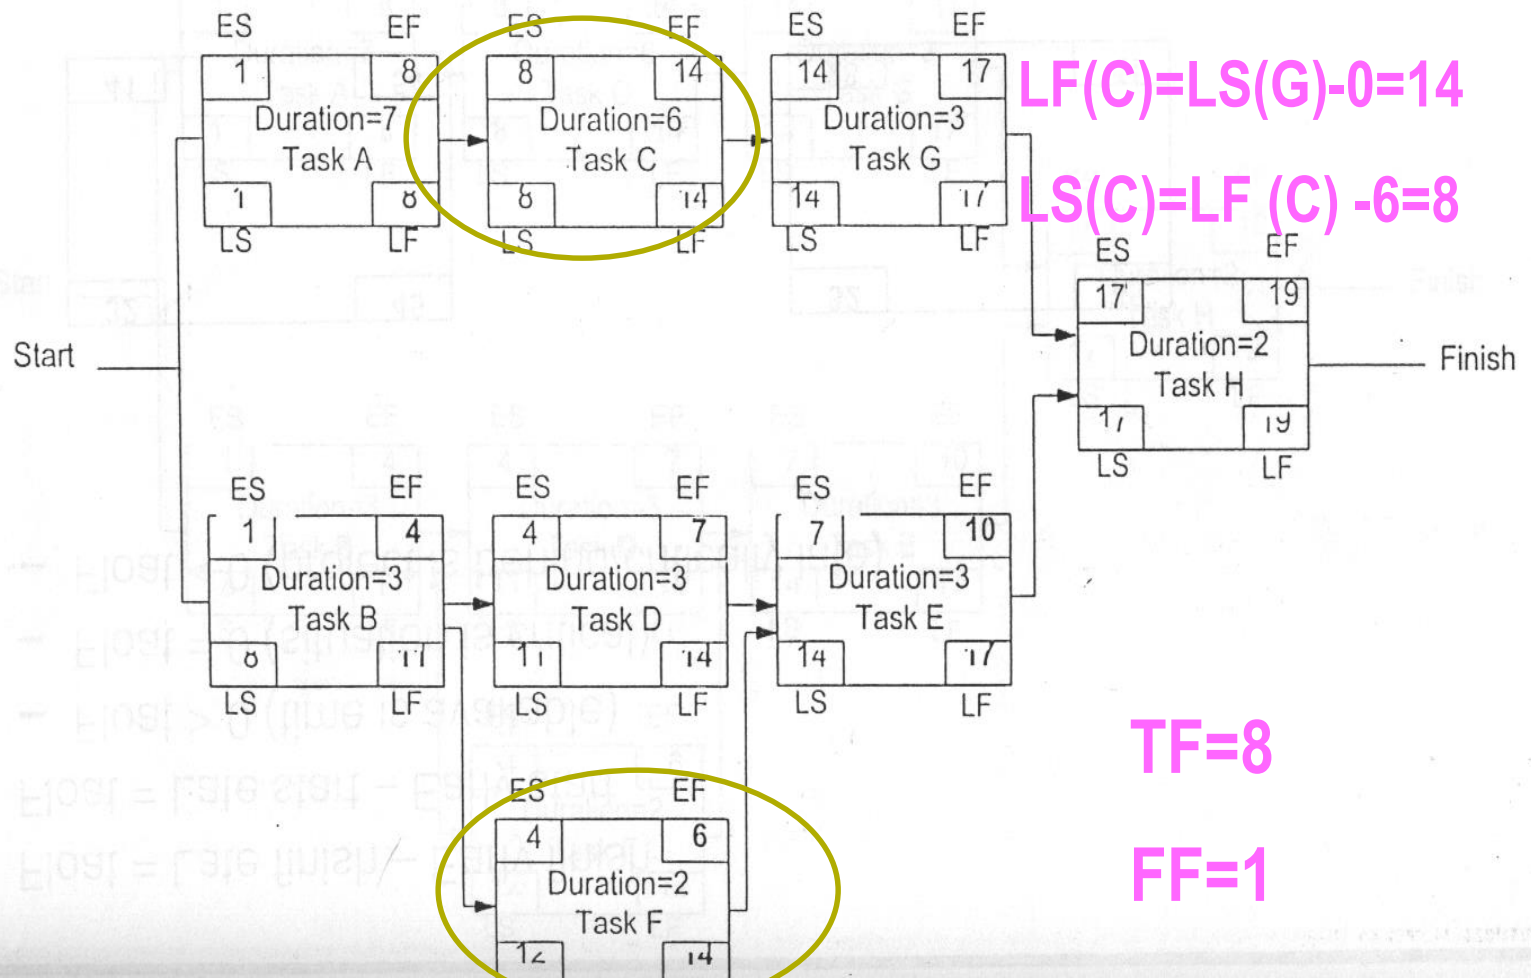 ES EF ES EF ES EF
1 8 8 14 14 17
LF(C)=LS(G)-0=14
Duration=7 Duration=6 Duration=3
Task A Task C Task G
1 8 8 14 14 17
LS LF LS LF LS LF
LS(C)=LF (C) -6=8
ES EF
17 19
Duration=2
Task H
17 19
LS LF
Start
Finish
ES EF ES EF ES EF
1 4 4 7 7 10
Duration=3 Duration=3 Duration=3
Task B Task D Task E
8 11 11 14 14 17
LS LF LS LF LS LF
TF=8
ES EF
4 6
Duration=2
Task F
12 14
FF=1